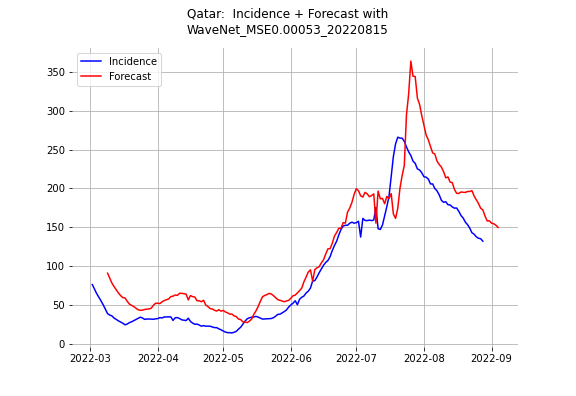 Qatar:  Incidence + Forecast with
WaveNet_MSE0.00053_20220815
Incidence
Forecast
350
300
250
200
150
100
50
0
2022-03 2022-04 2022-05 2022-06 2022-07 2022-08 2022-09